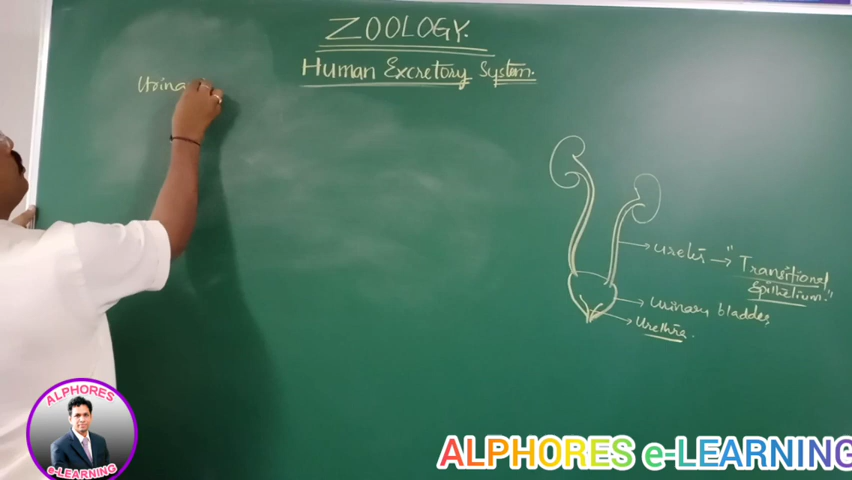 ZOOLOGY.
Human Excretory System.
Urina
ureter → "Transitional
Epithelium."
urinary bladder,
Urethra.
ALPHORES
e-LEARNING
ALPHORES e-LEARNING